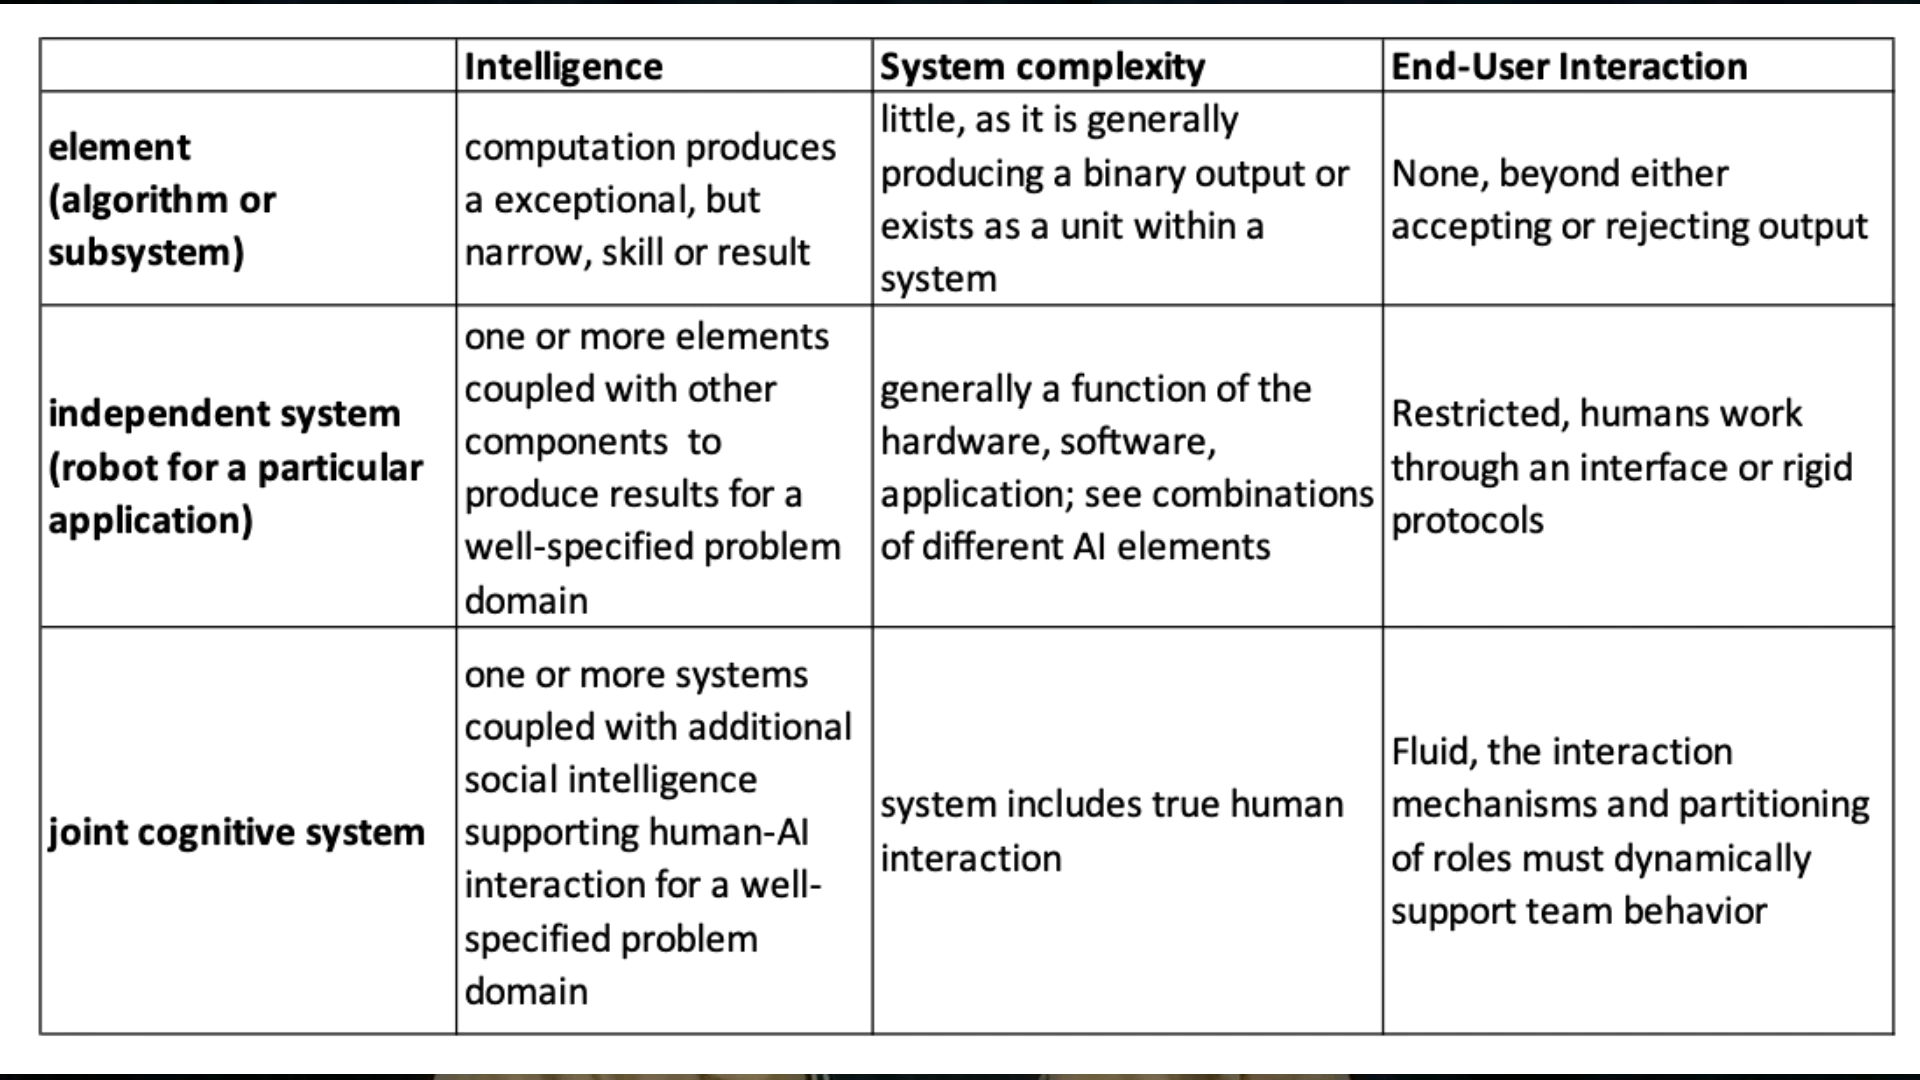 Intelligence
System complexity
End-User Interaction
element
(algorithm or
subsystem)
computation produces
a exceptional, but
narrow, skill or result
little, as it is generally
producing a binary output or
exists as a unit within a
system
None, beyond either
accepting or rejecting output
independent system
(robot for a particular
application)
one or more elements
coupled with other
components  to
produce results for a
well-specified problem
domain
generally a function of the
hardware, software,
application; see combinations
of different AI elements
Restricted, humans work
through an interface or rigid
protocols
joint cognitive system
one or more systems
coupled with additional
social intelligence
supporting human-AI
interaction for a well-
specified problem
domain
system includes true human
interaction
Fluid, the interaction
mechanisms and partitioning
of roles must dynamically
support team behavior